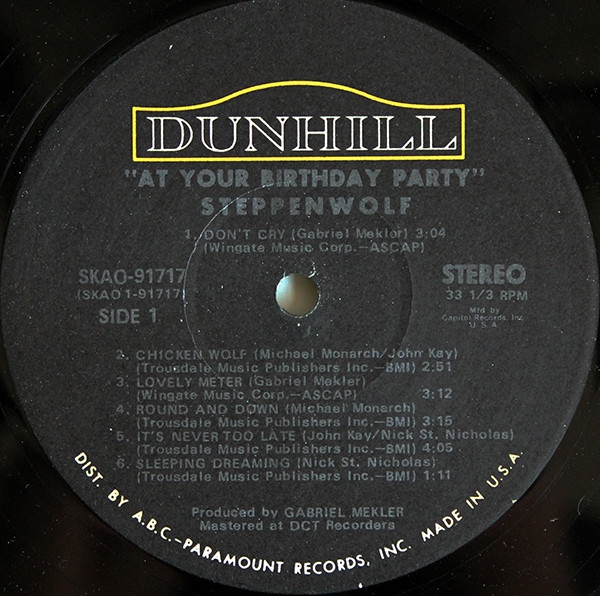 DUNHILL
"AT YOUR BIRTHDAY PARTY"
STEPPENWOLF
1. DON'T CRY (Gabriel Meklor) 3:04
(Wingate Music Corp.—ASCAP)
SKAO-91717
(SKAO 1-91717)
SIDE 1
STEREO
33 1/3 RPM
Mfd by
Capitol Records, Inc
U.S.A.
2. CHICKEN WOLF (Michael Monarch/John Kay)
(Trousdale Music Publishers Inc.—BMI) 2:51
3. LOVELY METER (Gabriel Mekler)
(Wingate Music Corp.—ASCAP) 3:12
4. ROUND AND DOWN (Michael Monarch)
(Trousdale Music Publishers Inc.—BMI) 3:15
5. IT'S NEVER TOO LATE (John Kay/Nick St. Nicholas)
(Trousdale Music Publishers Inc.—BMI) 4:05
6. SLEEPING DREAMING (Nick St. Nicholas)
(Trousdale Music Publishers Inc.—BMI) 1:11
Produced by GABRIEL MEKLER
Mastered at DCT Recorders
DIST. BY A.B.C.—PARAMOUNT RECORDS, INC. MADE IN U.S.A.